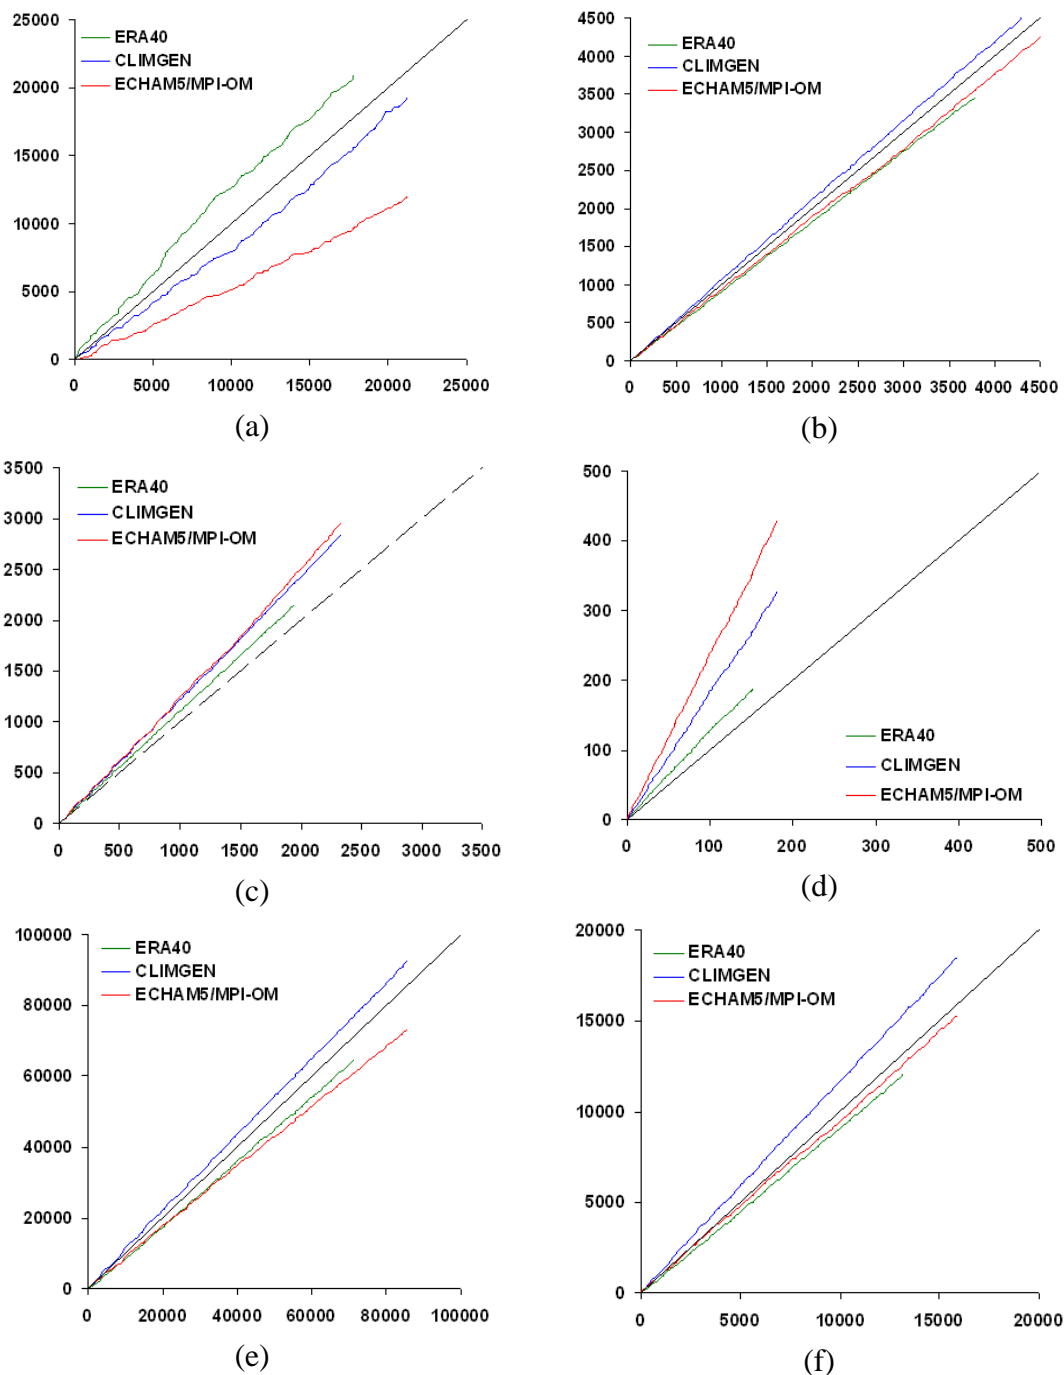 25000
20000
15000
10000
5000
0
ERA40
CLIMGEN
ECHAM5/MPI-OM
0 5000 10000 15000 20000 25000
(a)
4500
4000
3500
3000
2500
2000
1500
1000
500
0
ERA40
CLIMGEN
ECHAM5/MPI-OM
0 500 1000 1500 2000 2500 3000 3500 4000 4500
(b)
3500
3000
2500
2000
1500
1000
500
0
ERA40
CLIMGEN
ECHAM5/MPI-OM
0 500 1000 1500 2000 2500 3000 3500
(c)
500
400
300
200
100
0
ERA40
CLIMGEN
ECHAM5/MPI-OM
0 100 200 300 400 500
(d)
100000
80000
60000
40000
20000
0
ERA40
CLIMGEN
ECHAM5/MPI-OM
0 20000 40000 60000 80000 100000
(e)
20000
15000
10000
5000
0
ERA40
CLIMGEN
ECHAM5/MPI-OM
0 5000 10000 15000 20000
(f)